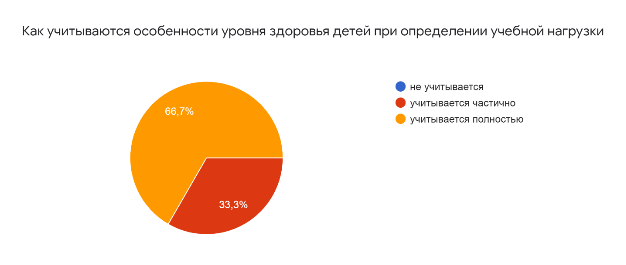 Как учитываются особенности уровня здоровья детей при определении учебной нагрузки
не учитывается
учитывается частично
учитывается полностью
66,7%
33,3%